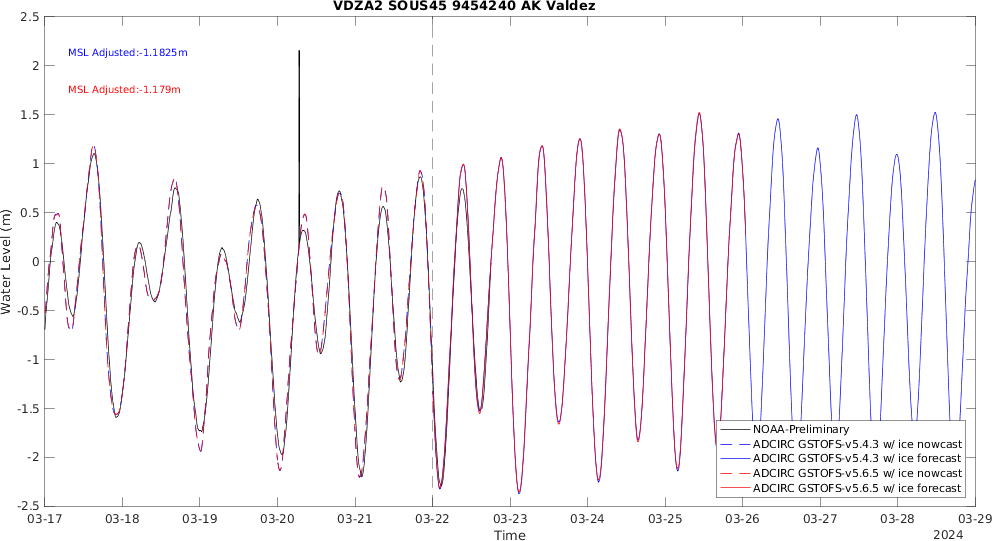 VDZA2 SOUS45 9454240 AK Valdez
MSL Adjusted:-1.1825m
MSL Adjusted:-1.179m
Water Level (m)
2.5
2
1.5
1
0.5
0
-0.5
-1
-1.5
-2
-2.5
NOAA-Preliminary
ADCIRC GSTOFS-v5.4.3 w/ ice nowcast
ADCIRC GSTOFS-v5.4.3 w/ ice forecast
ADCIRC GSTOFS-v5.6.5 w/ ice nowcast
ADCIRC GSTOFS-v5.6.5 w/ ice forecast
03-17 03-18 03-19 03-20 03-21 03-22 03-23 03-24 03-25 03-26 03-27 03-28 03-29
Time
2024